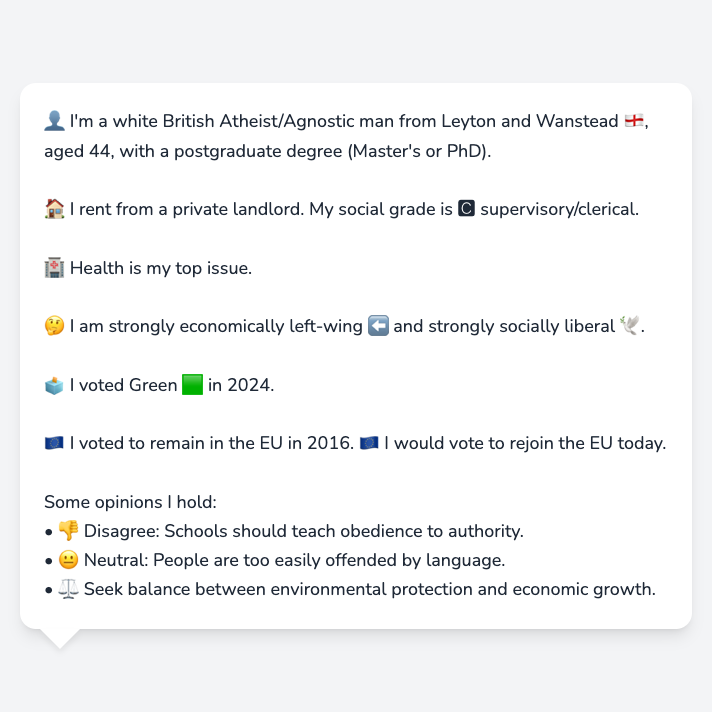 👤 I'm a white British Atheist/Agnostic man from Leyton and Wanstead 🏴󠁧󠁢󠁥󠁮󠁧󠁿,
aged 44, with a postgraduate degree (Master's or PhD).
🏠 I rent from a private landlord. My social grade is 🅲 supervisory/clerical.
🏥 Health is my top issue.
🤔 I am strongly economically left-wing ⬅️ and strongly socially liberal 🕊️.
🗳️ I voted Green 🟩 in 2024.
🇪🇺 I voted to remain in the EU in 2016. 🇪🇺 I would vote to rejoin the EU today.
Some opinions I hold:
• 👎 Disagree: Schools should teach obedience to authority.
• 😐 Neutral: People are too easily offended by language.
• ⚖️ Seek balance between environmental protection and economic growth.